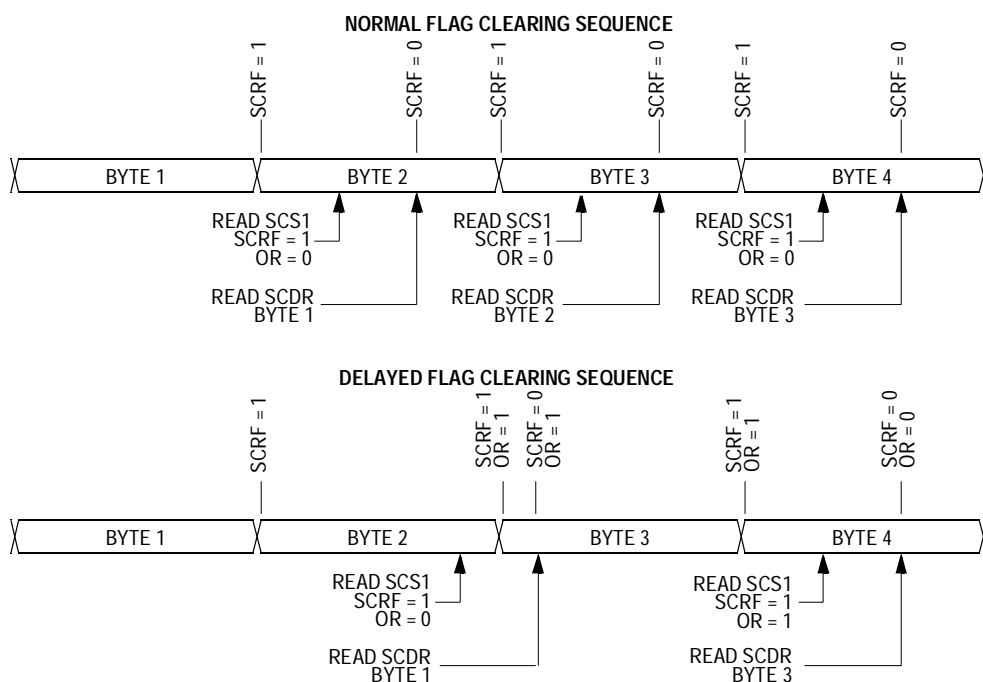 NORMAL FLAG CLEARING SEQUENCE
SCRF = 1
SCRF = 0
SCRF = 1
SCRF = 0
SCRF = 1
SCRF = 0
BYTE 1
BYTE 2
BYTE 3
BYTE 4
READ SCS1
SCRF = 1
OR = 0
READ SCS1
SCRF = 1
OR = 0
READ SCS1
SCRF = 1
OR = 0
READ SCDR
BYTE 1
READ SCDR
BYTE 2
READ SCDR
BYTE 3
DELAYED FLAG CLEARING SEQUENCE
SCRF = 1
SCRF = 1
OR = 1
SCRF = 0
OR = 1
SCRF = 1
OR = 1
SCRF = 0
OR = 0
BYTE 1
BYTE 2
BYTE 3
BYTE 4
READ SCS1
SCRF = 1
OR = 0
READ SCS1
SCRF = 1
OR = 1
READ SCDR
BYTE 1
READ SCDR
BYTE 3